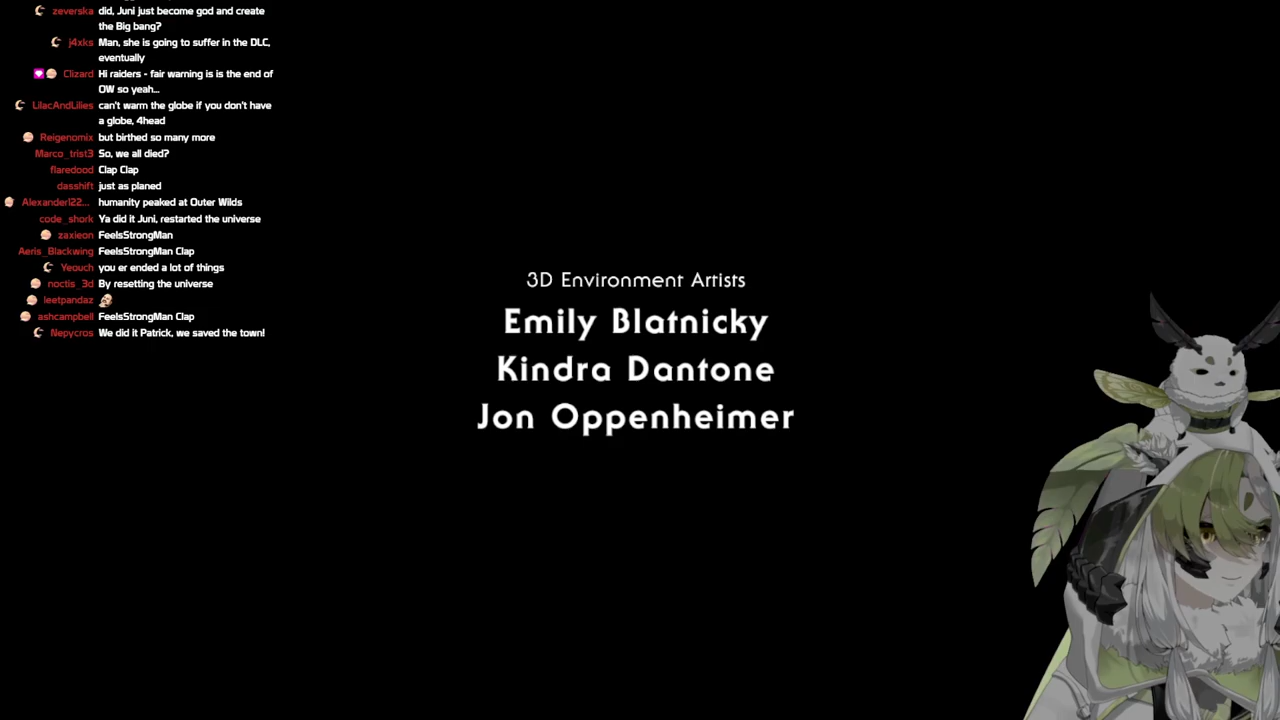 zeverska did, Juni just become god and create
the Big bang?
j4xks Man, she is going to suffer in the DLC,
eventually
Clizard Hi raiders - fair warning is is the end of
OW so yeah...
LilacAndLilies can't warm the globe if you don't have
a globe, 4head
Reigenomix but birthed so many more
Marco_trist3 So, we all died?
flaredood Clap Clap
dasshift just as planed
Alexander122... humanity peaked at Outer Wilds
code_shork Ya did it Juni, restarted the universe
zaxieon FeelsStrongMan
Aeris_Blackwing FeelsStrongMan Clap
Yeouch you er ended a lot of things
noctis_3d By resetting the universe
leetpandaz
ashcampbell FeelsStrongMan Clap
Nepycros We did it Patrick, we saved the town!
3D Environment Artists
Emily Blatnicky
Kindra Dantone
Jon Oppenheimer